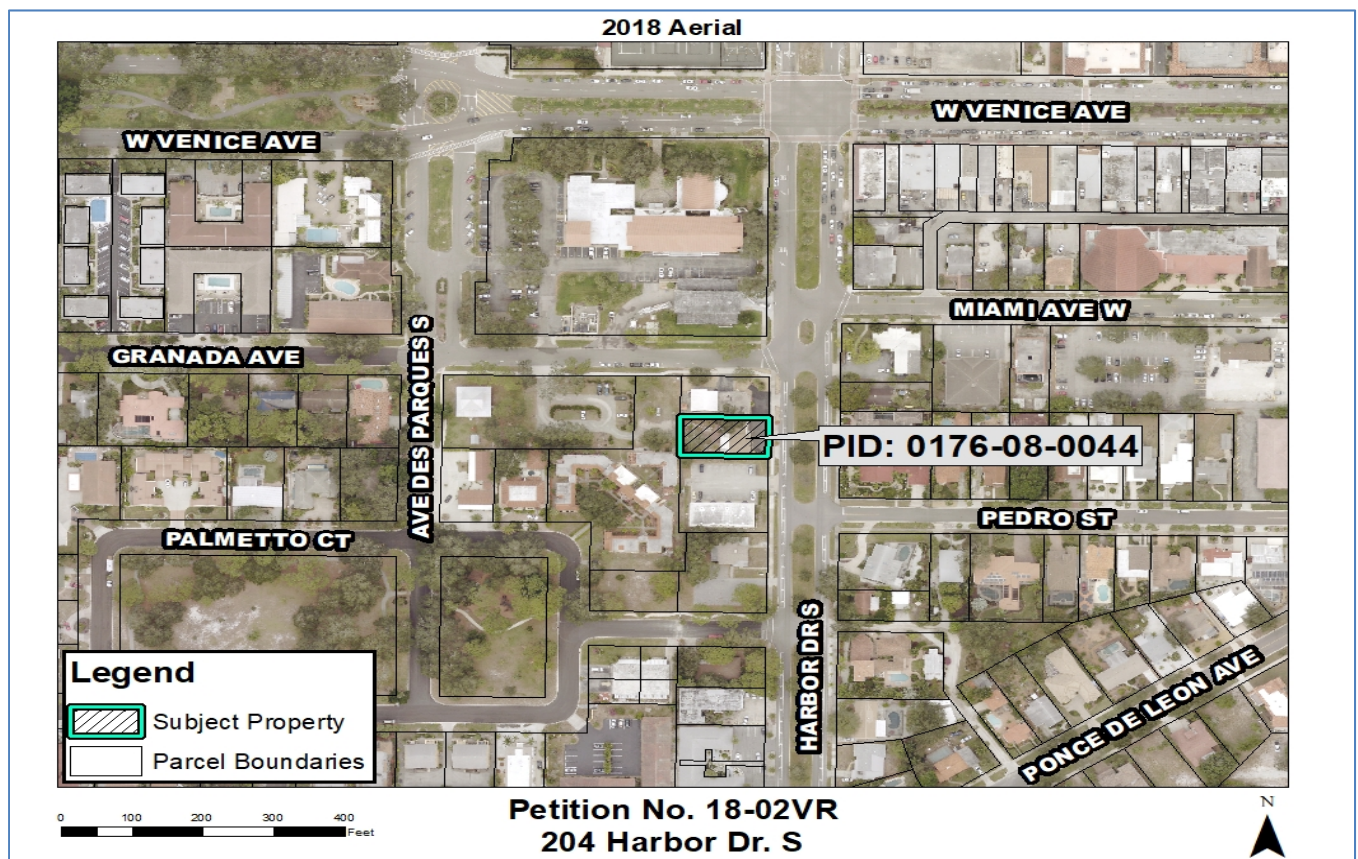 2018 Aerial
W VENICE AVE
W VENICE AVE
MIAMI AVE W
GRANADA AVE
AVE DES PARQUES S
PID: 0176-08-0044
PEDRO ST
PALMETTO CT
HARBOR DR S
PONCE DE LEON AVE
Legend
Subject Property
Parcel Boundaries
0 100 200 300 400
Feet
Petition No. 18-02VR
204 Harbor Dr. S
N